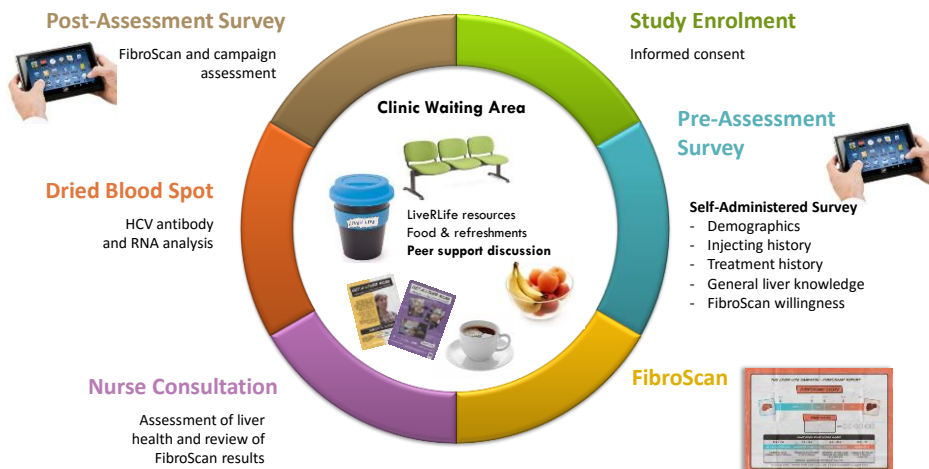 Post-Assessment Survey
FibroScan and campaign
assessment
Study Enrolment
Informed consent
Clinic Waiting Area
Pre-Assessment
Survey
Self-Administered Survey
- Demographics
- Injecting history
- Treatment history
- General liver knowledge
- FibroScan willingness
Dried Blood Spot
HCV antibody
and RNA analysis
LiveRLife resources
Food & refreshments
Peer support discussion
Nurse Consultation
Assessment of liver
health and review of
FibroScan results
FibroScan